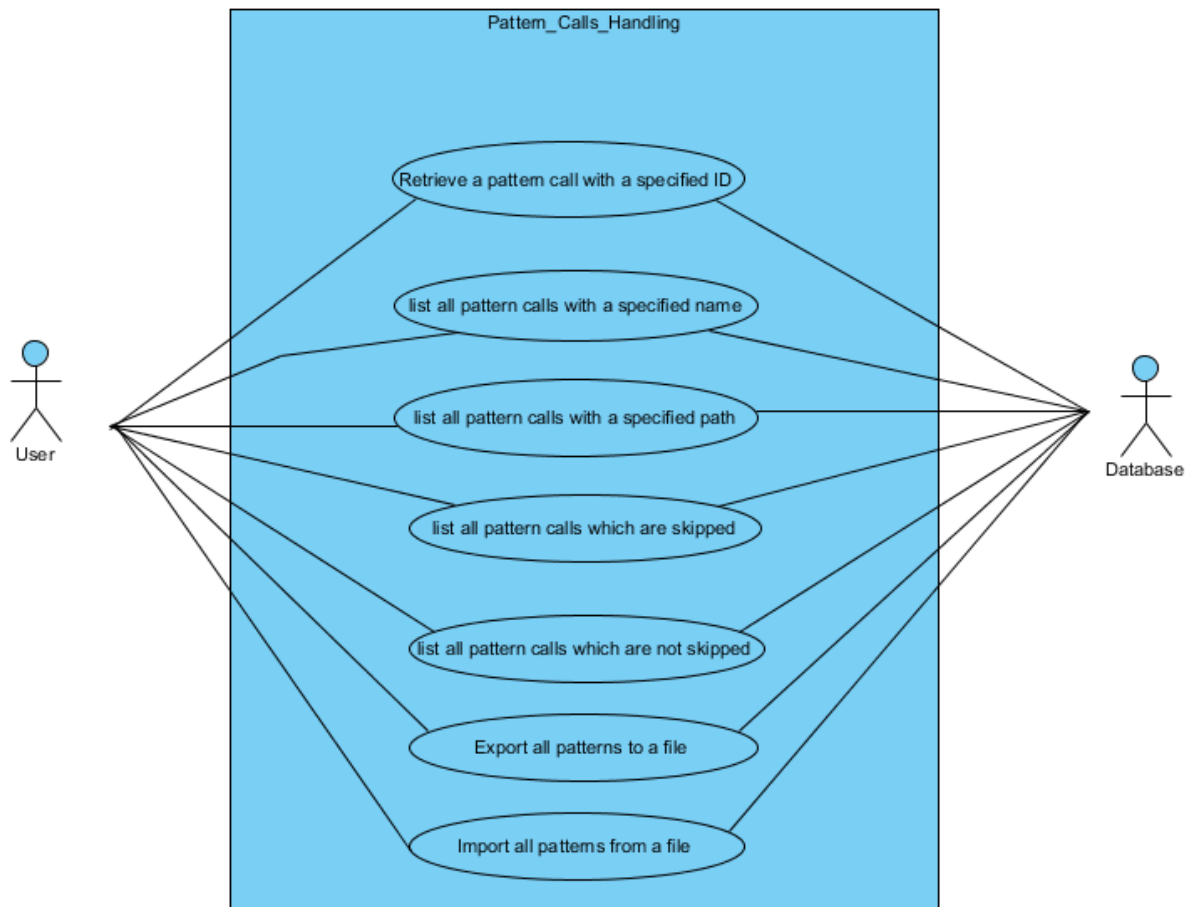 Pattern_Calls_Handling
Retrieve a pattern call with a specified ID
list all pattern calls with a specified name
list all pattern calls with a specified path
User
Database
list all pattern calls which are skipped
list all pattern calls which are not skipped
Export all patterns to a file
Import all patterns from a file